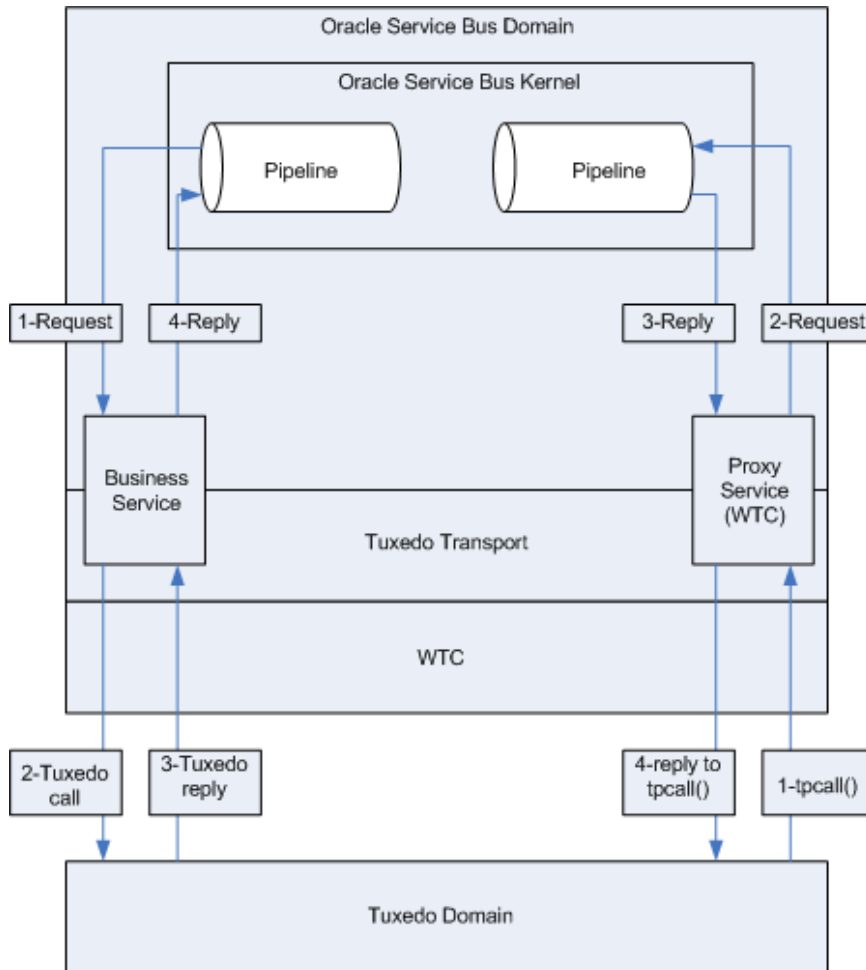 Oracle Service Bus Domain
Oracle Service Bus Kernel
Pipeline
Pipeline
1-Request
4-Reply
3-Reply
2-Request
Business
Service
Proxy
Service
(WTC)
Tuxedo Transport
WTC
2-Tuxedo
call
3-Tuxedo
reply
4-reply to
tpcall()
1-tpcall()
Tuxedo Domain